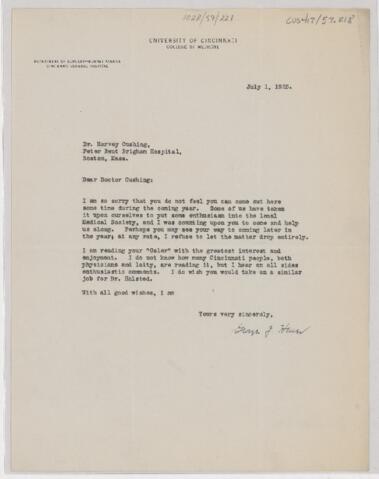 1028/59/221
CUS417/57.218
UNIVERSITY OF CINCINNATI
COLLEGE OF MEDICINE
DEPARTMENT OF SURGERY
CINCINNATI GENERAL HOSPITAL
July 1, 1925.
Dr. Harvey Cushing,
Peter Bent Brigham Hospital,
Boston, Mass.
Dear Doctor Cushing:
I am so sorry that you do not feel you can come out here
some time during the coming year. Some of us have taken
it upon ourselves to put some enthusiasm into the local
Medical Society, and I was counting upon you to come and help
us along. Perhaps you may see your way to coming later in
the year; at any rate, I refuse to let the matter drop entirely.
I am reading your "Osler" with the greatest interest and
enjoyment. I do not know how many Cincinnati people, both
physicians and laity, are reading it, but I hear on all sides
enthusiastic comments. I do wish you would take on a similar
job for Dr. Halsted.
With all good wishes, I am
Yours very sincerely,
George J. Heuer